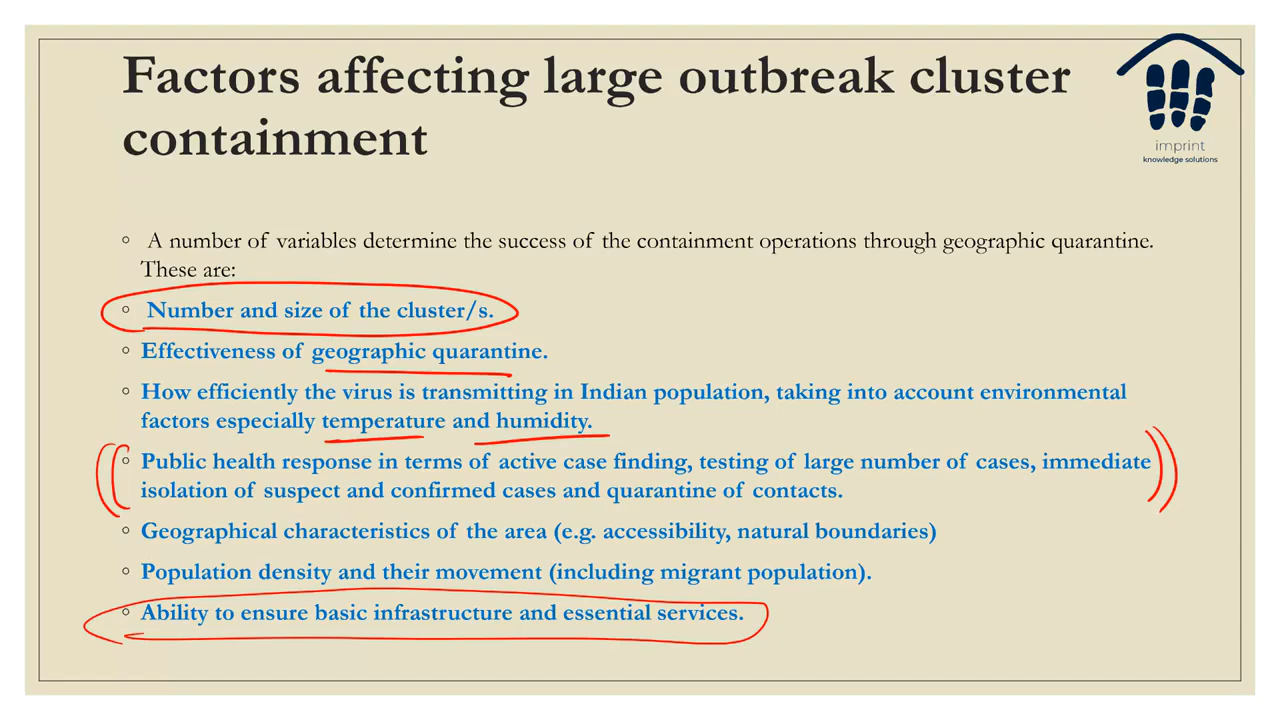 Factors affecting large outbreak cluster
containment
imprint
knowledge solutions
◦ A number of variables determine the success of the containment operations through geographic quarantine.
These are:
◦ Number and size of the cluster/s.
◦ Effectiveness of geographic quarantine.
◦ How efficiently the virus is transmitting in Indian population, taking into account environmental
factors especially temperature and humidity.
◦ Public health response in terms of active case finding, testing of large number of cases, immediate
isolation of suspect and confirmed cases and quarantine of contacts.
◦ Geographical characteristics of the area (e.g. accessibility, natural boundaries)
◦ Population density and their movement (including migrant population).
◦ Ability to ensure basic infrastructure and essential services.